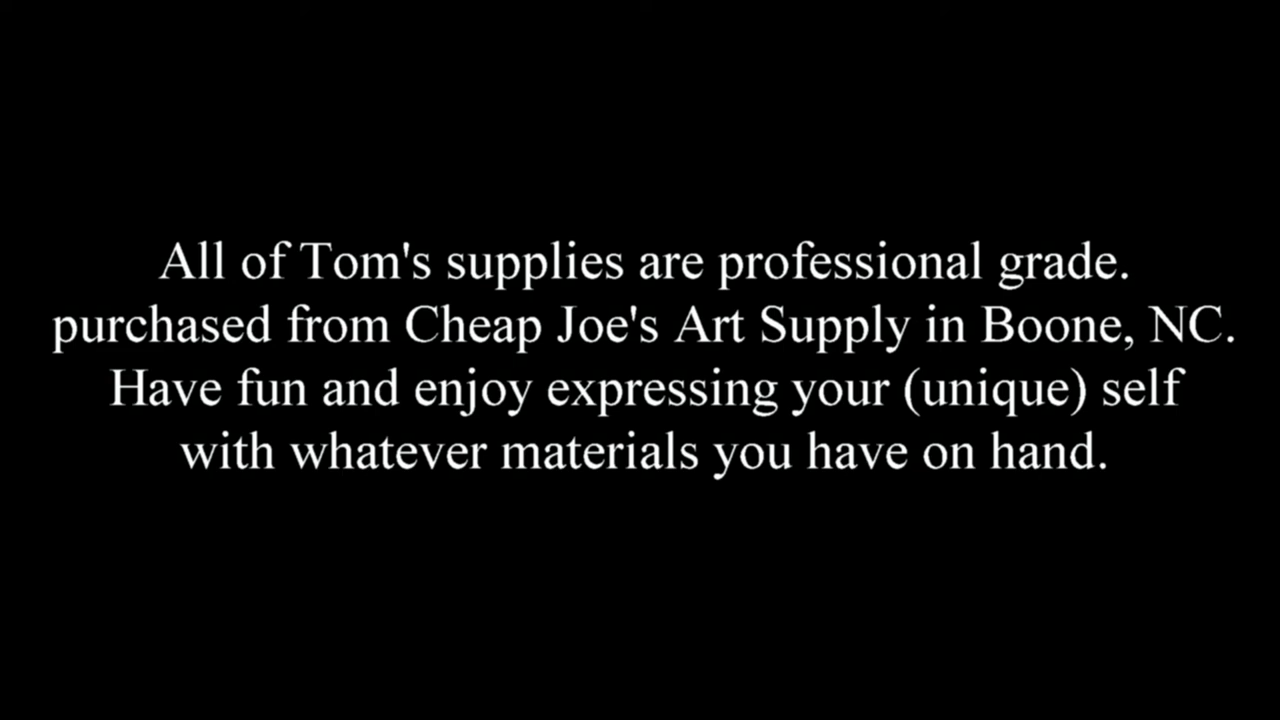 All of Tom's supplies are professional grade.
purchased from Cheap Joe's Art Supply in Boone, NC.
Have fun and enjoy expressing your (unique) self
with whatever materials you have on hand.